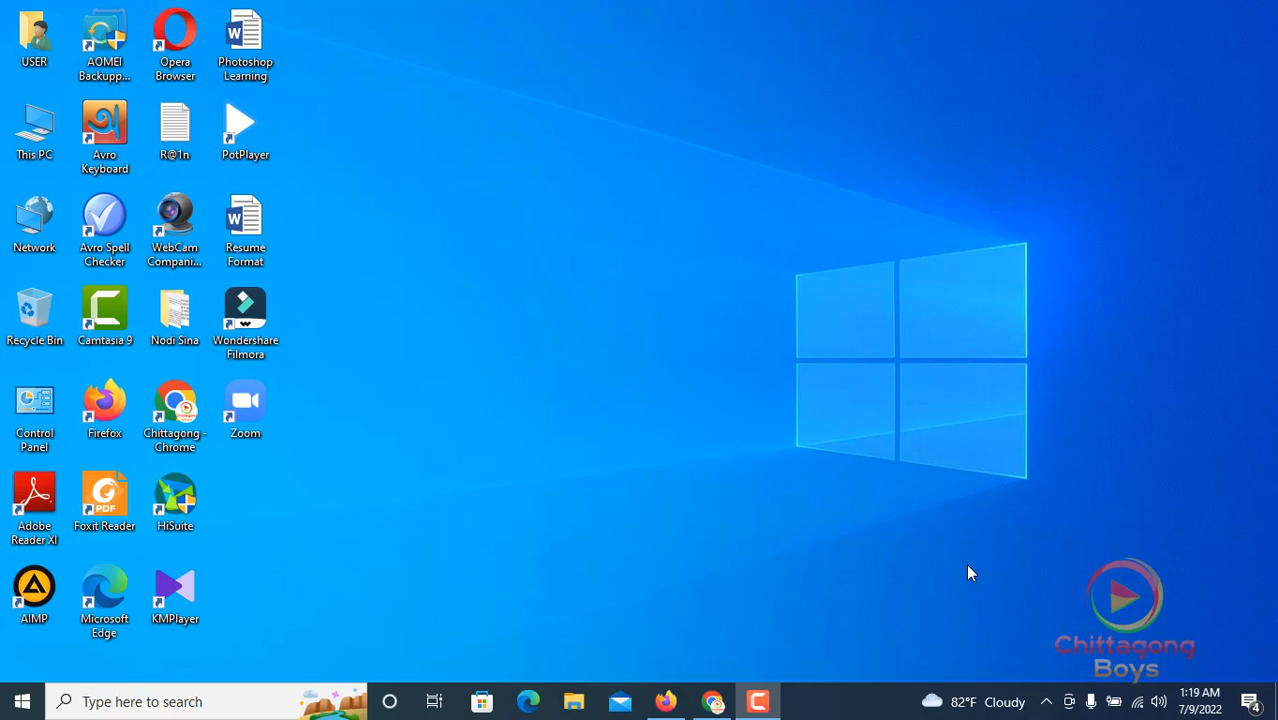 USER
AOMEI
Backupp...
Opera
Browser
Photoshop
Learning
This PC
Avro
Keyboard
R@1n
PotPlayer
Network
Avro Spell
Checker
WebCam
Compani...
Resume
Format
Recycle Bin
Camtasia 9
Nodi Sina
Wondershare
Filmora
Control
Panel
Firefox
Chittagong -
Chrome
Zoom
Adobe
Reader XI
PDF
Foxit Reader
HiSuite
AIMP
Microsoft
Edge
KMPlayer
Chittagong
Boys
Type here to search
82°F Cloudy
1:19 AM
7/9/2022
4